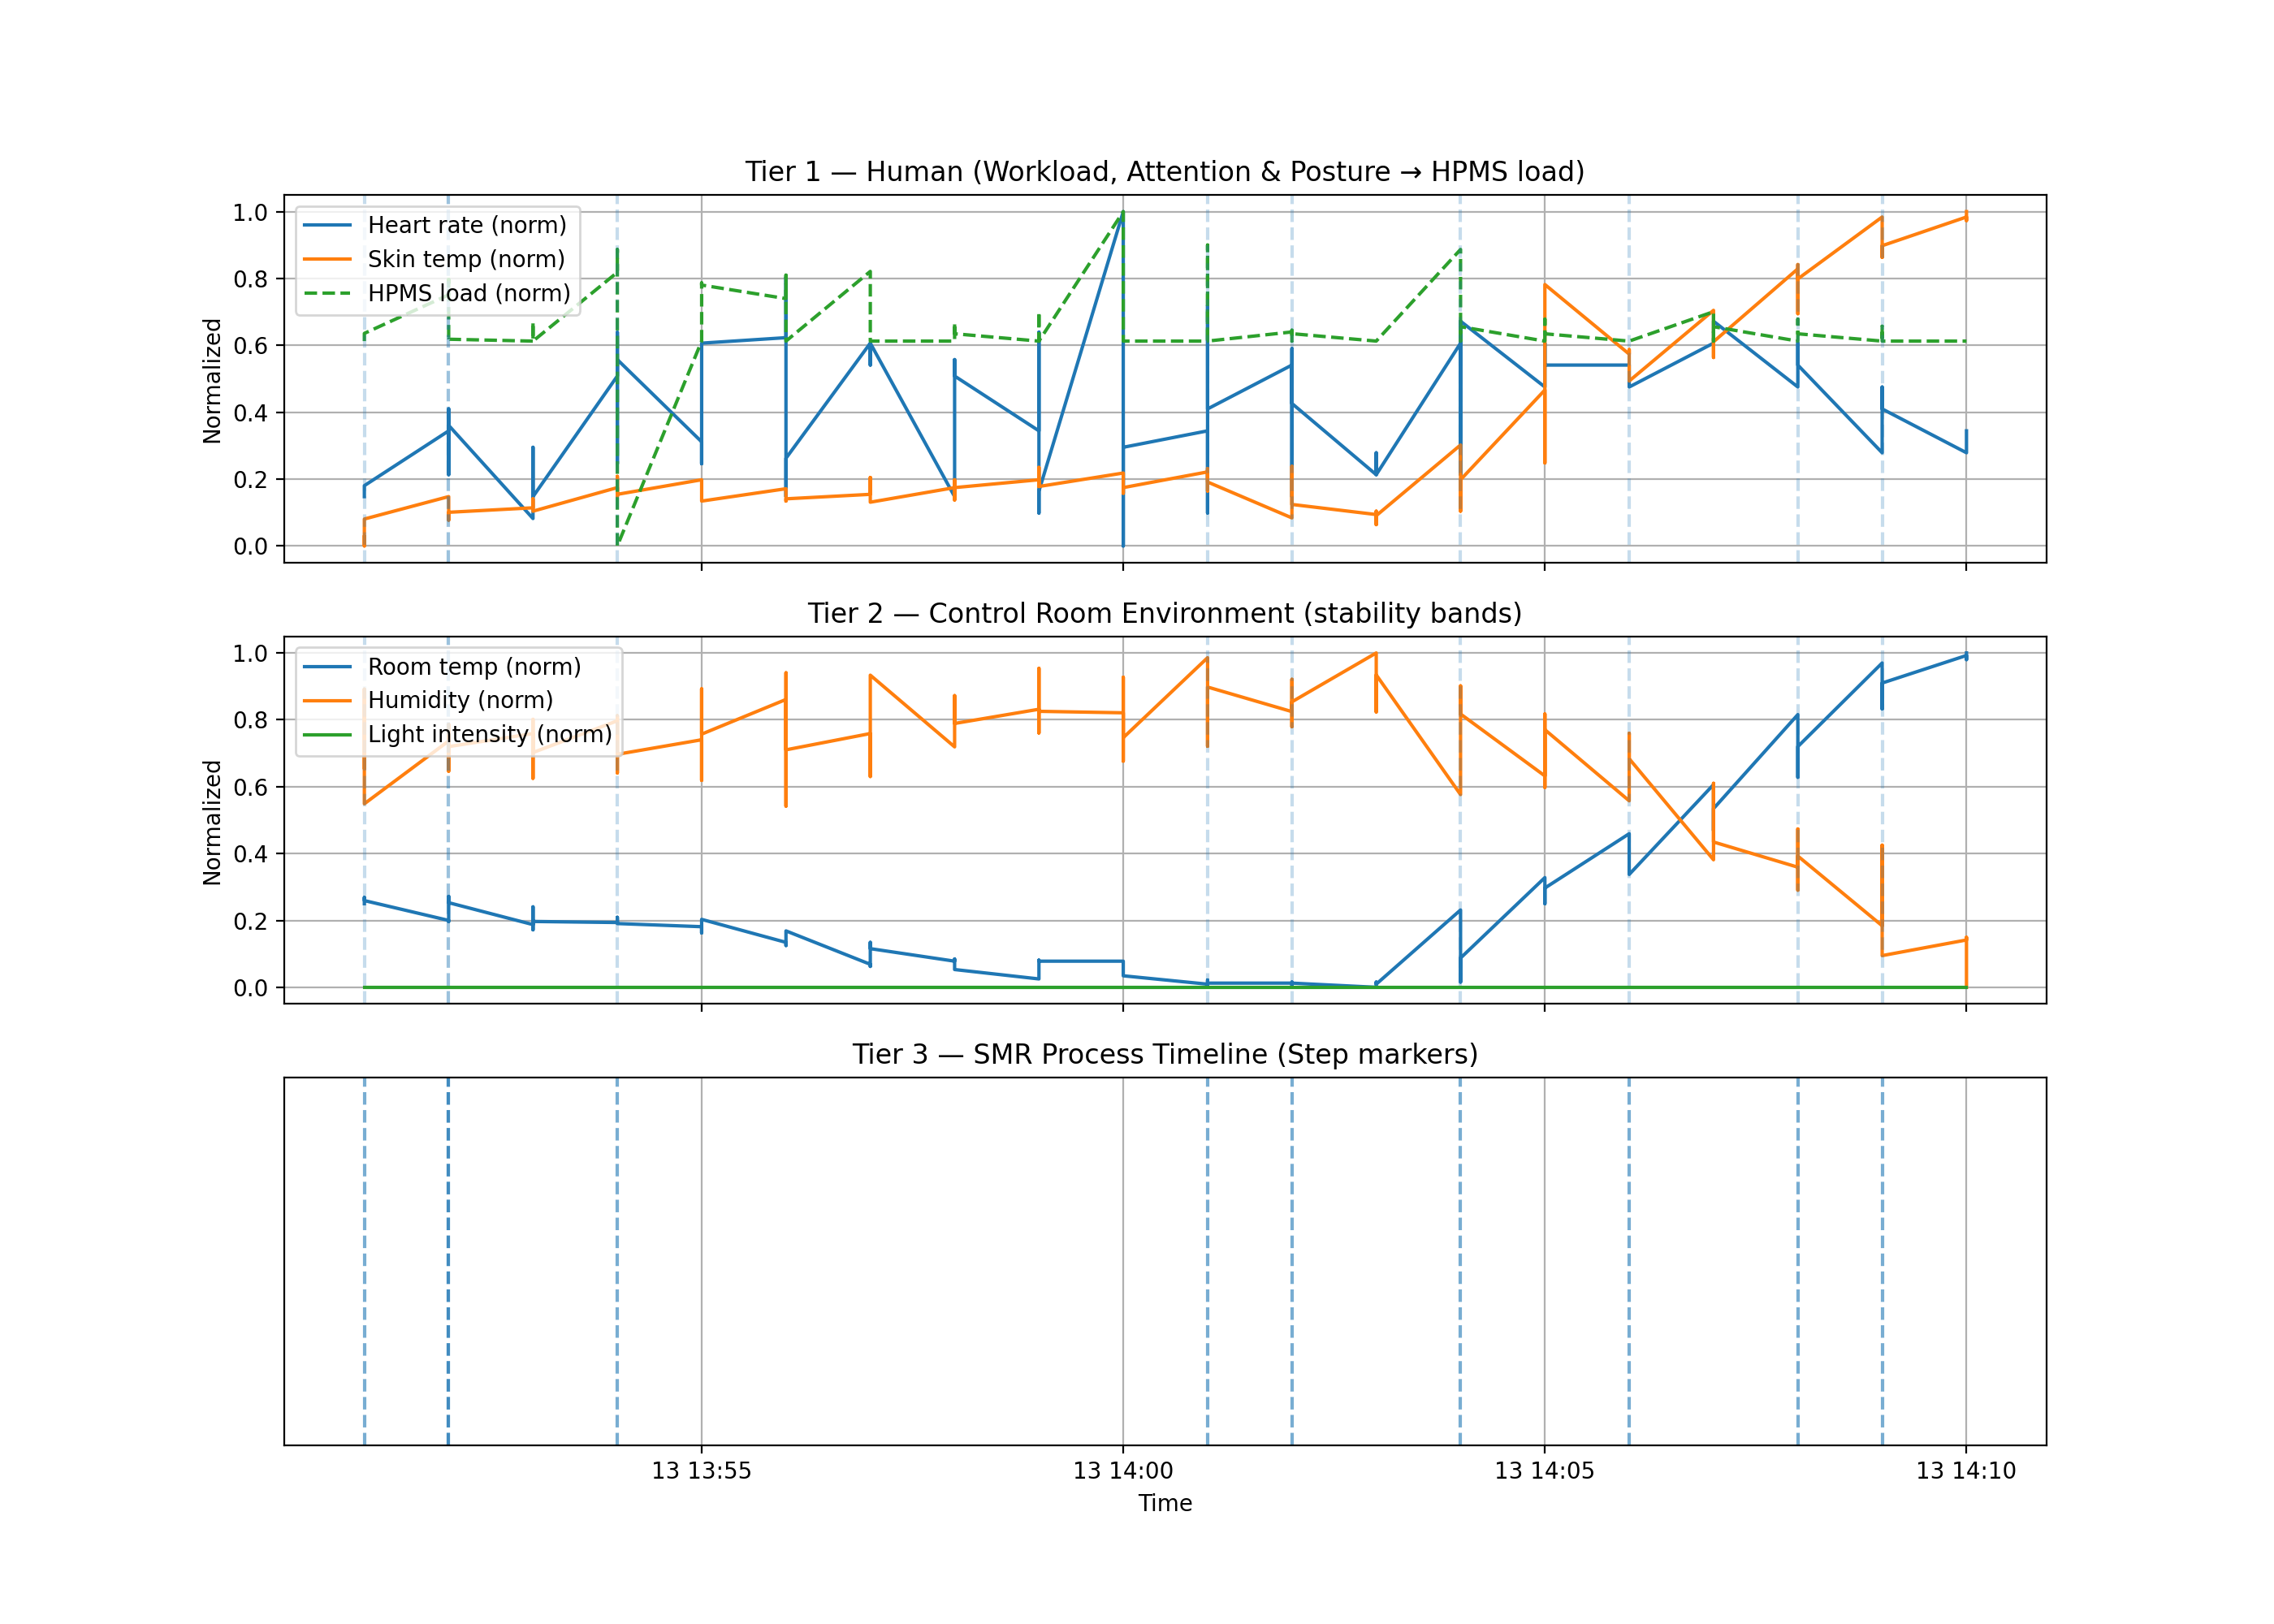 Tier 1 — Human (Workload, Attention & Posture → HPMS load)
1.0
0.8
0.6
0.4
0.2
0.0
Normalized
Heart rate (norm)
Skin temp (norm)
HPMS load (norm)
Tier 2 — Control Room Environment (stability bands)
1.0
0.8
0.6
0.4
0.2
0.0
Normalized
Room temp (norm)
Humidity (norm)
Light intensity (norm)
Tier 3 — SMR Process Timeline (Step markers)
13 13:55
13 14:00
13 14:05
13 14:10
Time